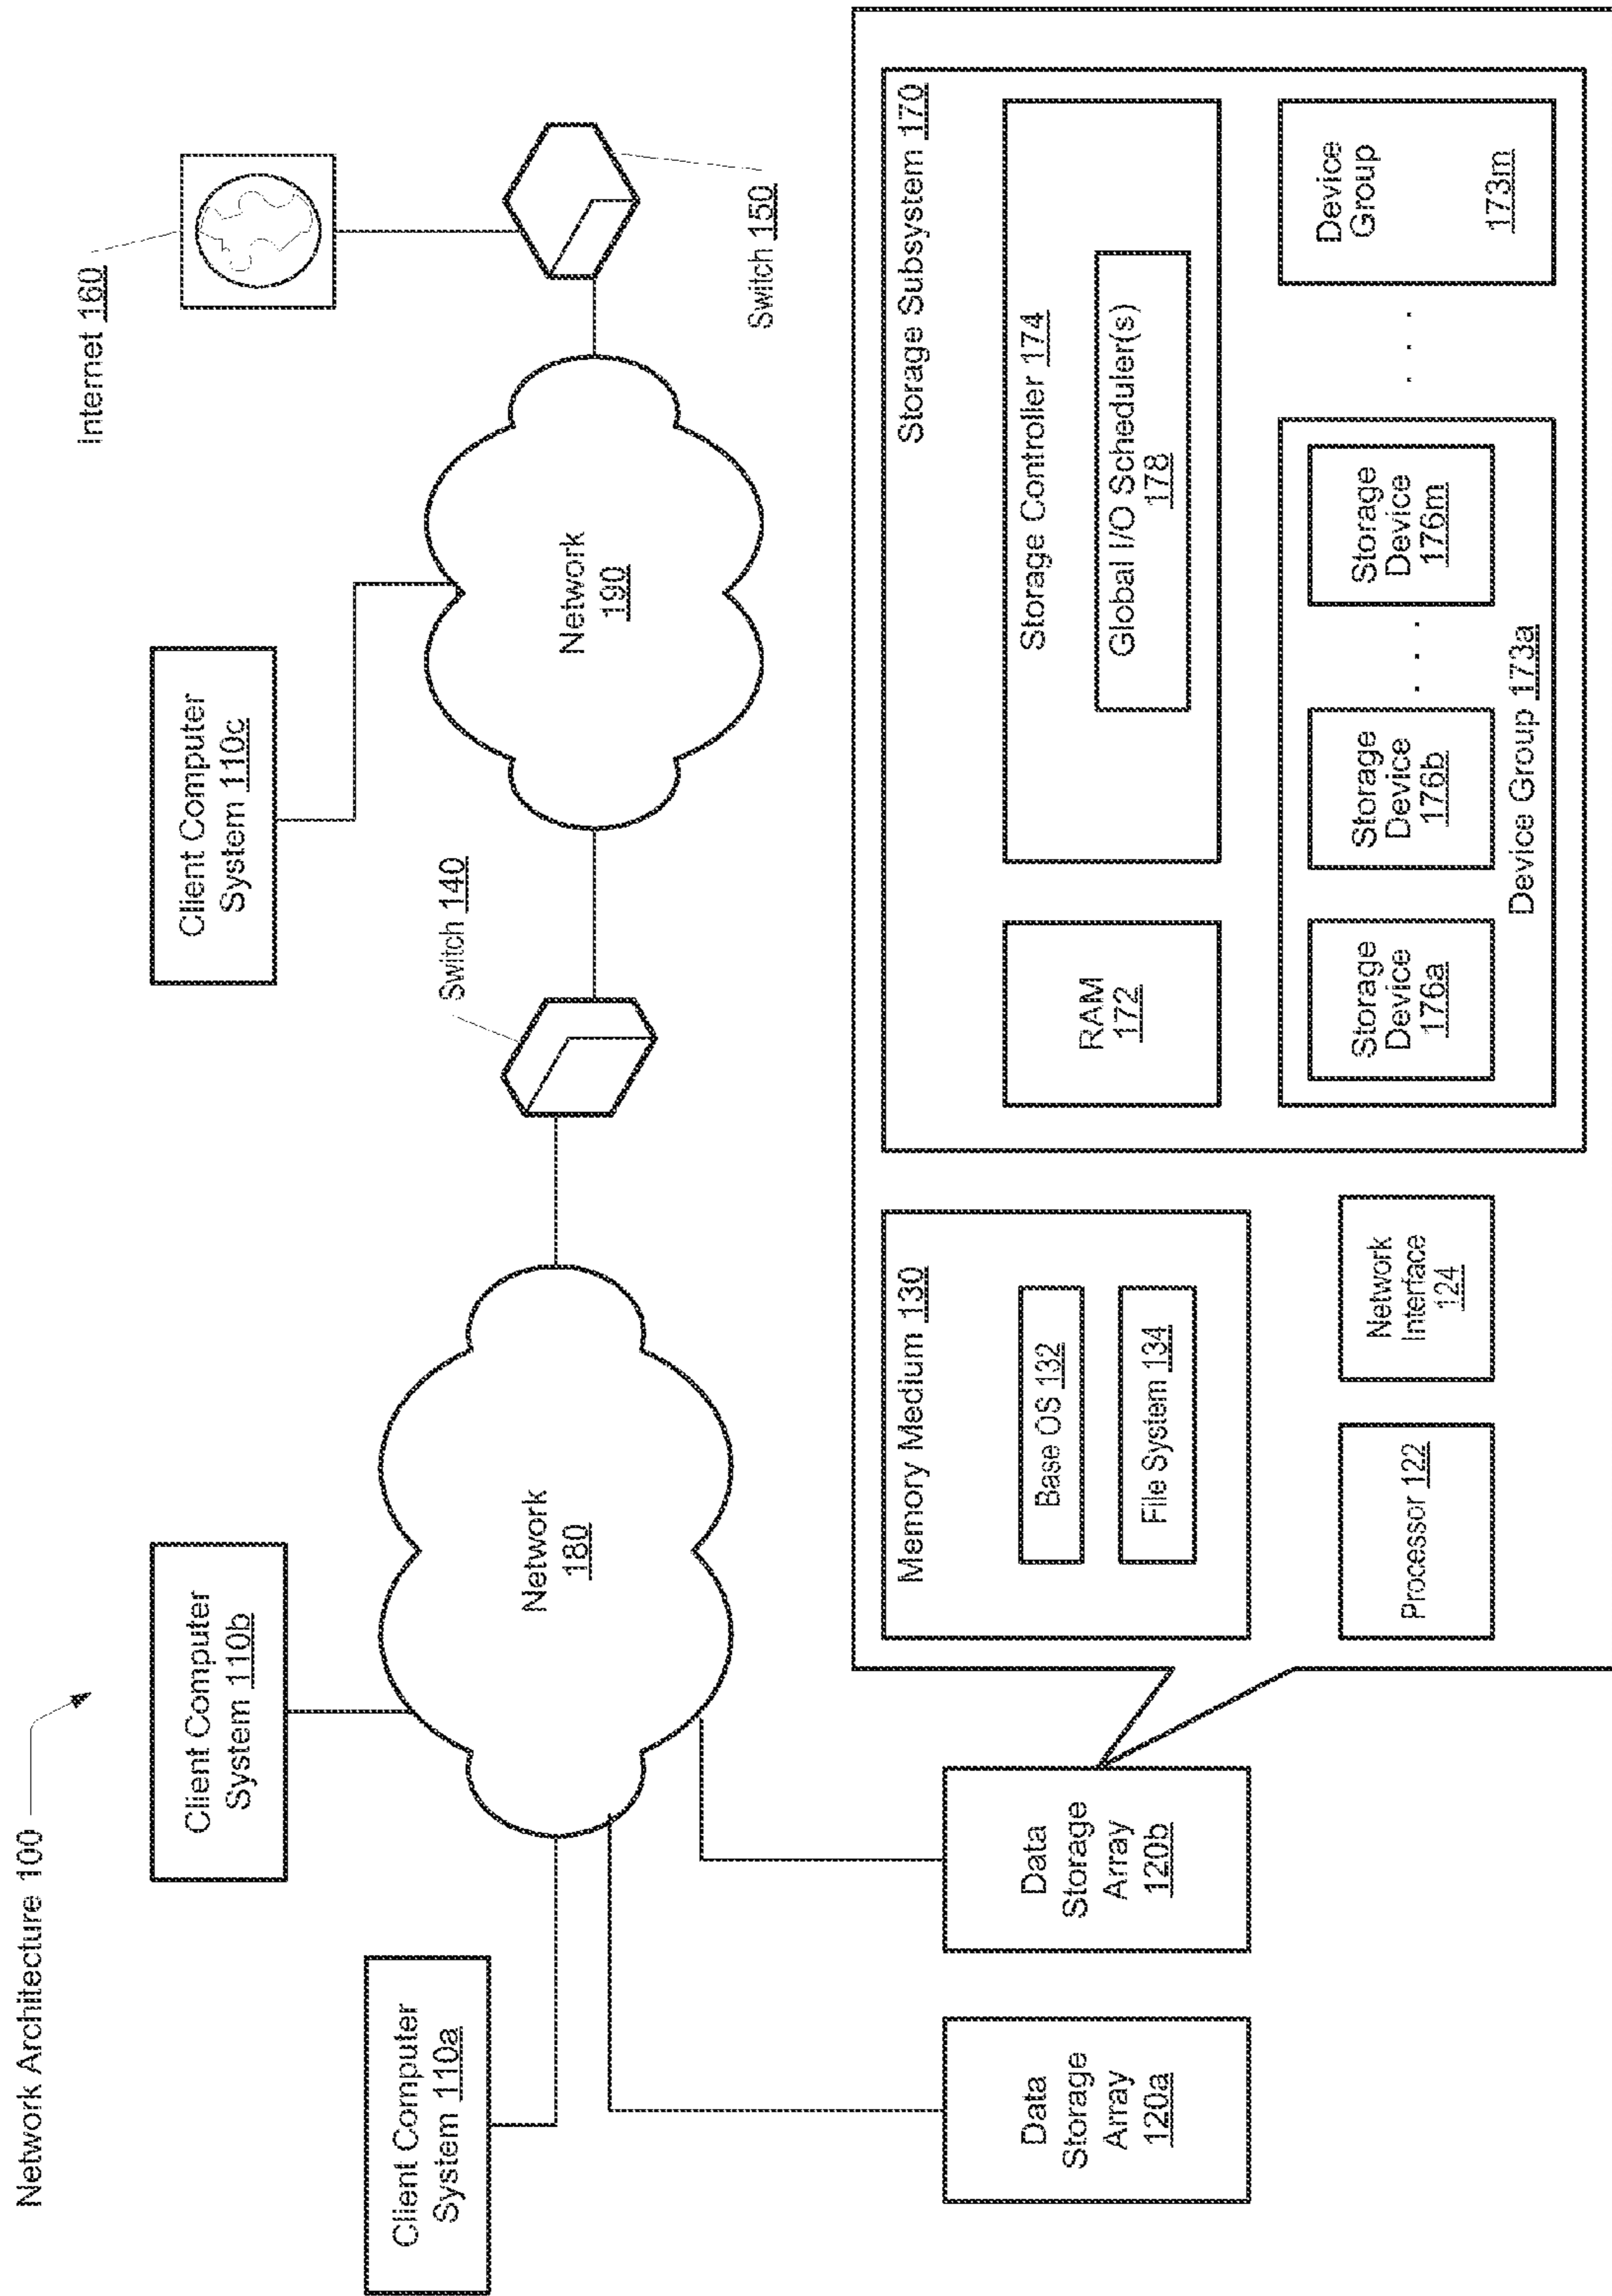 Network Architecture 100
Client Computer
System 110a
Client Computer
System 110b
Client Computer
System 110c
Internet 160
Switch 140
Switch 150
Network
180
Network
190
Data
Storage
Array
120a
Data
Storage
Array
120b
Memory Medium 130
Base OS 132
File System 134
Processor 122
Network
Interface
124
Storage Subsystem 170
RAM
172
Storage Controller 174
Global I/O Scheduler(s)
178
Storage
Device
176a
Storage
Device
176b
. . .
Storage
Device
176m
Device Group 173a
. . .
Device
Group
173m